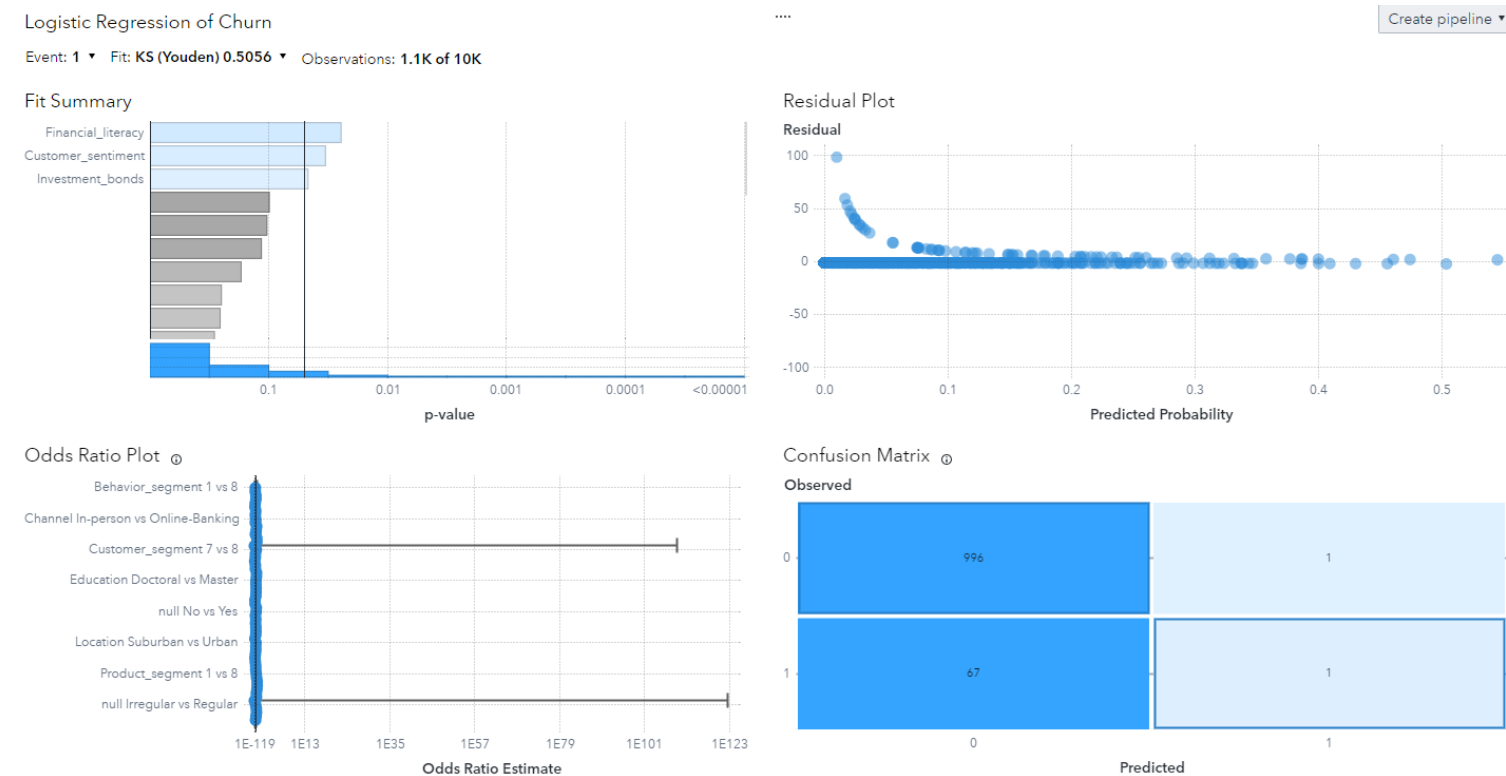 Logistic Regression of Churn
....
Create pipeline
Event: 1 Fit: KS (Youden) 0.5056 Observations: 1.1K of 10K
Fit Summary
Financial_literacy
Customer_sentiment
Investment_bonds
0.1 0.01 0.001 0.0001 <0.00001
p-value
Residual Plot
Residual
100
50
0
-50
-100
0.0 0.1 0.2 0.3 0.4 0.5
Predicted Probability
Odds Ratio Plot
Behavior_segment 1 vs 8
Channel In-person vs Online-Banking
Customer_segment 7 vs 8
Education Doctoral vs Master
null No vs Yes
Location Suburban vs Urban
Product_segment 1 vs 8
null Irregular vs Regular
1E-119 1E13 1E35 1E57 1E79 1E101 1E123
Odds Ratio Estimate
Confusion Matrix
Observed
0 996 1
1 67 1
0 1
Predicted